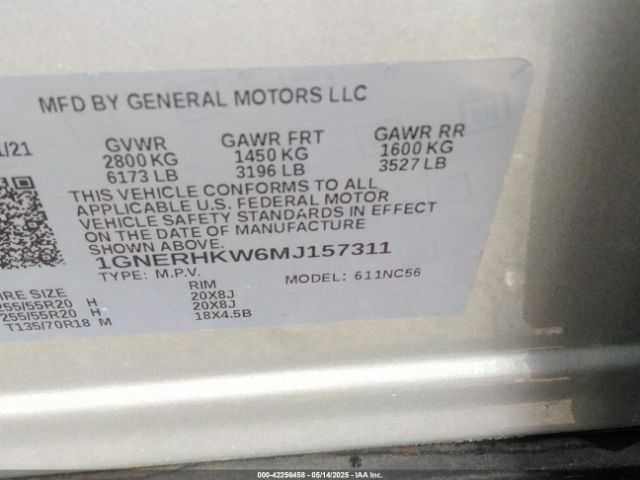 MFD BY GENERAL MOTORS LLC
/21 GVWR GAWR FRT GAWR RR
2800 KG 1450 KG 1600 KG
6173 LB 3196 LB 3527 LB
THIS VEHICLE CONFORMS TO ALL
APPLICABLE U.S. FEDERAL MOTOR
VEHICLE SAFETY STANDARDS IN EFFECT
ON THE DATE OF MANUFACTURE
SHOWN ABOVE.
1GNERHKW6MJ157311
TYPE: M.P.V. MODEL: 611NC56
IRE SIZE RIM
255/55R20 H 20X8J
255/55R20 H 20X8J
T135/70R18 M 18X4.5B
000-42256458 - 05/14/2025 - IAA Inc.